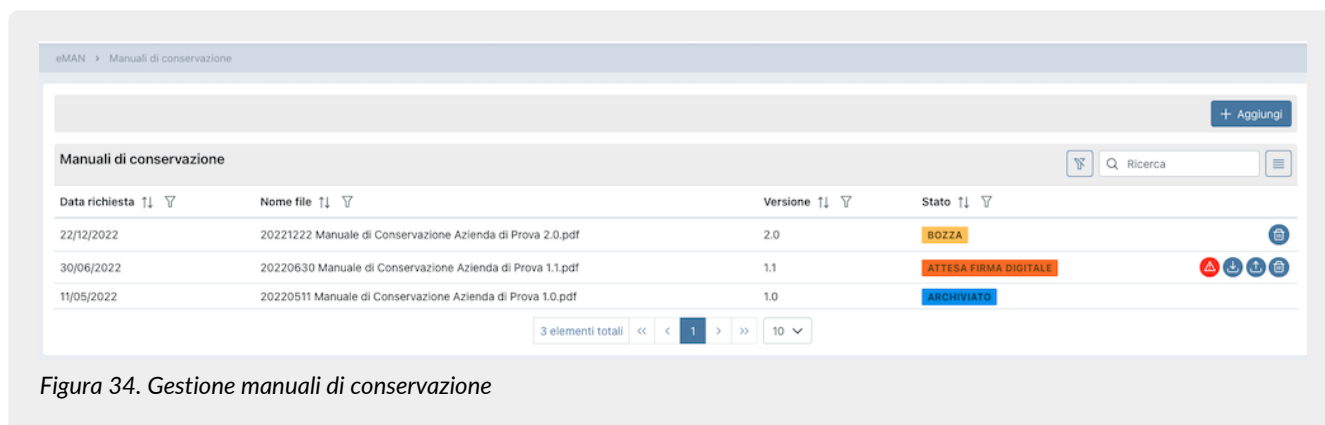 eMAN > Manuali di conservazione
+ Aggiungi
Manuali di conservazione
Ricerca
Data richiesta Nome file Versione Stato
22/12/2022 20221222 Manuale di Conservazione Azienda di Prova 2.0.pdf 2.0 BOZZA
30/06/2022 20220630 Manuale di Conservazione Azienda di Prova 1.1.pdf 1.1 ATTESA FIRMA DIGITALE
11/05/2022 20220511 Manuale di Conservazione Azienda di Prova 1.0.pdf 1.0 ARCHIVIATO
3 elementi totali << < 1 > >> 10
Figura 34. Gestione manuali di conservazione